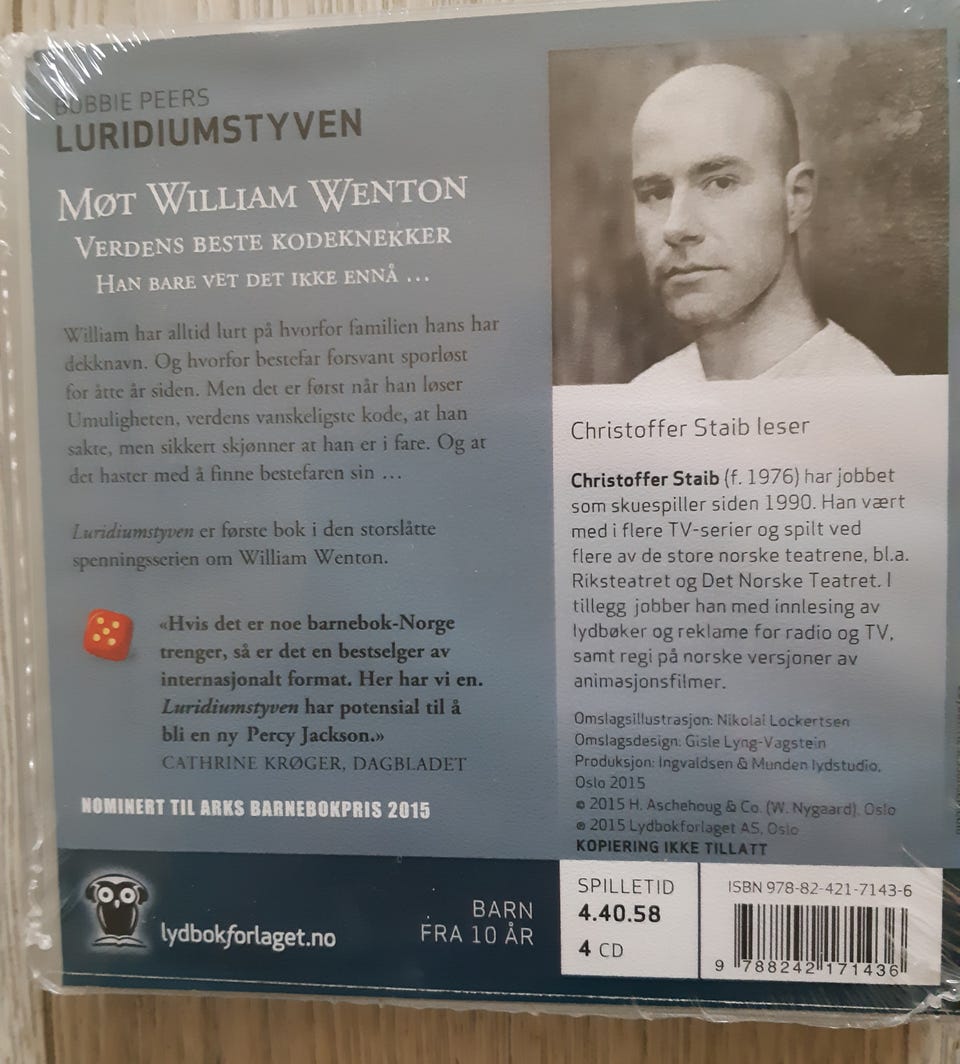 BOBBIE PEERS
LURIDIUMSTYVEN
MØT WILLIAM WENTON
VERDENS BESTE KODEKNEKKER
HAN BARE VET DET IKKE ENNÅ ...
William har alltid lurt på hvorfor familien hans har
dekknavn. Og hvorfor bestefar forsvant sporløst
for åtte år siden. Men det er først når han løser
Umuligheten, verdens vanskeligste kode, at han
sakte, men sikkert skjønner at han er i fare. Og at
det haster med å finne bestefaren sin ...
Luridiumstyven er første bok i den storslåtte
spenningsserien om William Wenton.
«Hvis det er noe barnebok-Norge
trenger, så er det en bestselger av
internasjonalt format. Her har vi en.
Luridiumstyven har potensial til å
bli en ny Percy Jackson.»
CATHRINE KRØGER, DAGBLADET
NOMINERT TIL ARKS BARNEBOKPRIS 2015
lydbokforlaget.no
BARN
FRA 10 ÅR
Christoffer Staib leser
Christoffer Staib (f. 1976) har jobbet
som skuespiller siden 1990. Han vært
med i flere TV-serier og spilt ved
flere av de store norske teatrene, bl.a.
Riksteatret og Det Norske Teatret. I
tillegg jobber han med innlesing av
lydbøker og reklame for radio og TV,
samt regi på norske versjoner av
animasjonsfilmer.
Omslagsillustrasjon: Nikolai Lockertsen
Omslagsdesign: Gisle Lyng-Vagstein
Produksjon: Ingvaldsen & Munden lydstudio,
Oslo 2015
© 2015 H. Aschehoug & Co. (W. Nygaard), Oslo
℗ 2015 Lydbokforlaget AS, Oslo
KOPIERING IKKE TILLATT
SPILLETID
4.40.58
4 CD
ISBN 978-82-421-7143-6
9 788242 171436